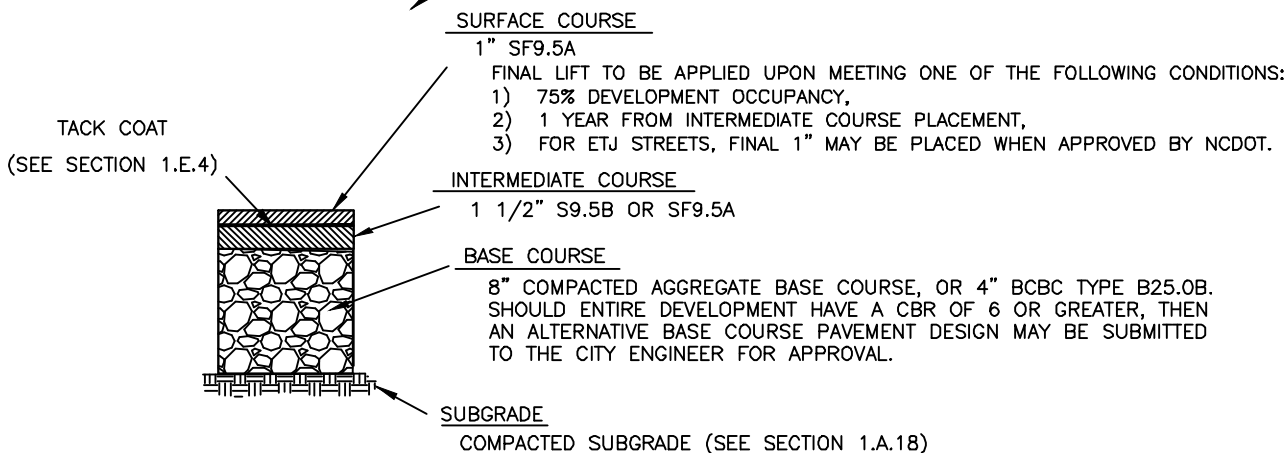 SURFACE COURSE
1" SF9.5A
FINAL LIFT TO BE APPLIED UPON MEETING ONE OF THE FOLLOWING CONDITIONS:
1) 75% DEVELOPMENT OCCUPANCY,
2) 1 YEAR FROM INTERMEDIATE COURSE PLACEMENT,
3) FOR ETJ STREETS, FINAL 1" MAY BE PLACED WHEN APPROVED BY NCDOT.
TACK COAT
(SEE SECTION 1.E.4)
INTERMEDIATE COURSE
1 1/2" S9.5B OR SF9.5A
BASE COURSE
8" COMPACTED AGGREGATE BASE COURSE, OR 4" BCBC TYPE B25.0B.
SHOULD ENTIRE DEVELOPMENT HAVE A CBR OF 6 OR GREATER, THEN
AN ALTERNATIVE BASE COURSE PAVEMENT DESIGN MAY BE SUBMITTED
TO THE CITY ENGINEER FOR APPROVAL.
SUBGRADE
COMPACTED SUBGRADE (SEE SECTION 1.A.18)